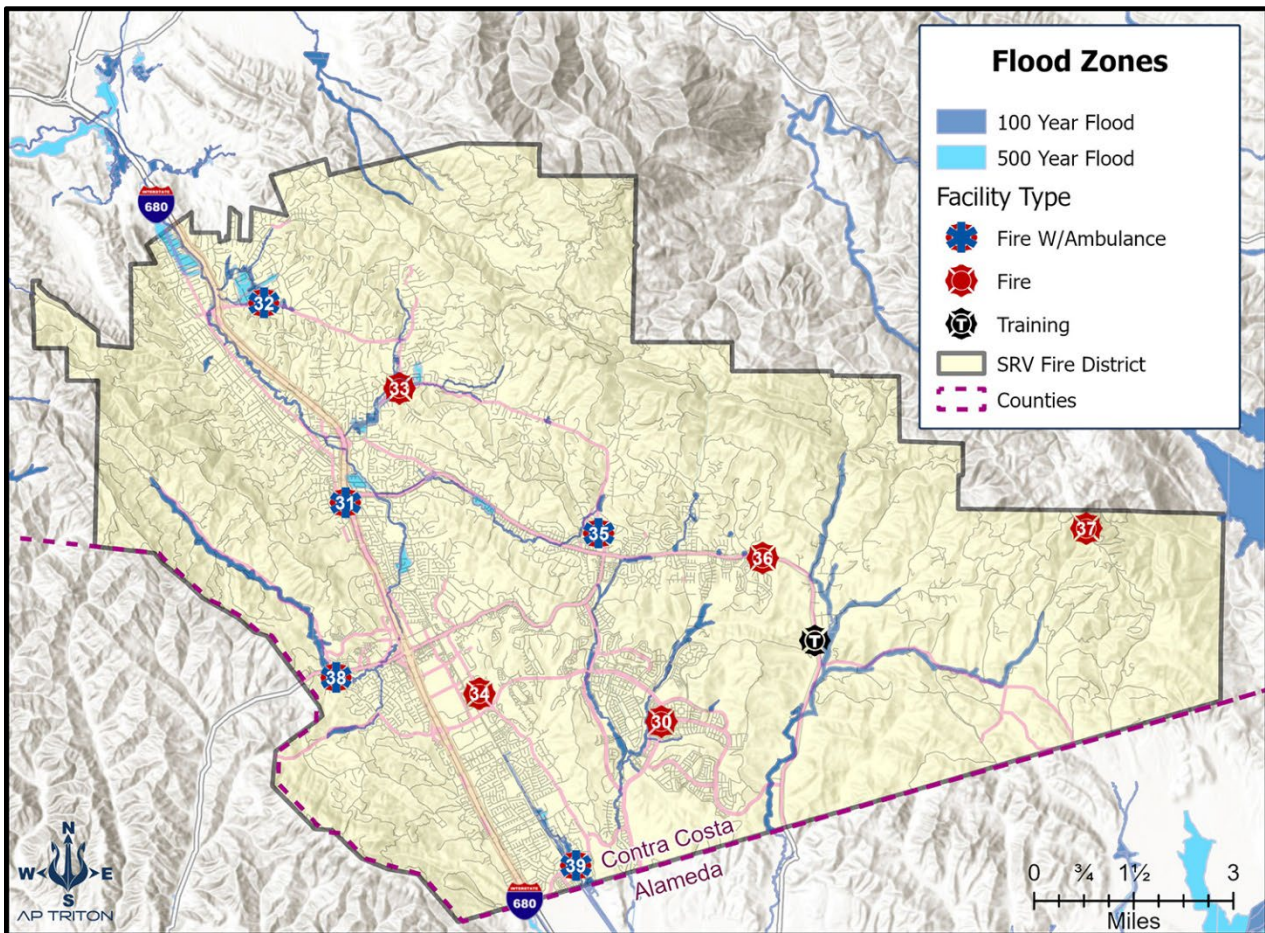 Flood Zones
100 Year Flood
500 Year Flood
Facility Type
Fire W/Ambulance
Fire
T
Training
SRV Fire District
Counties
INTERSTATE
680
32
33
31
35
36
37
T
38
34
30
39
Contra Costa
Alameda
INTERSTATE
680
N
W E
S
AP TRITON
0 ¾ 1½ 3
Miles